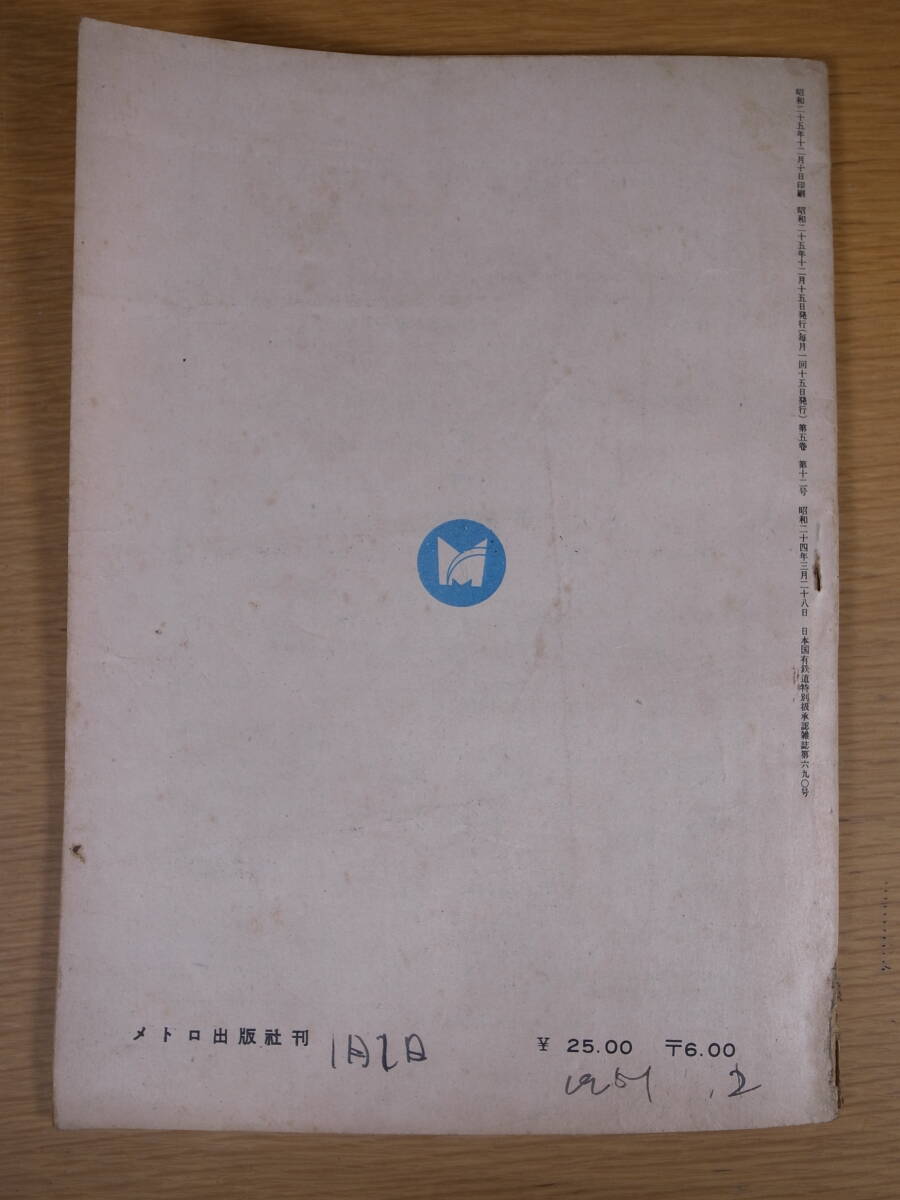 昭和二十五年十二月十日印刷　昭和二十五年十二月十五日発行（毎月一回十五日発行）第五巻　第十二号　昭和二十四年三月二十八日　日本国有鉄道特別扱承認雑誌第六九〇号
M
メトロ出版社刊
1月2日
¥ 25.00　〒6.00
1951 .2